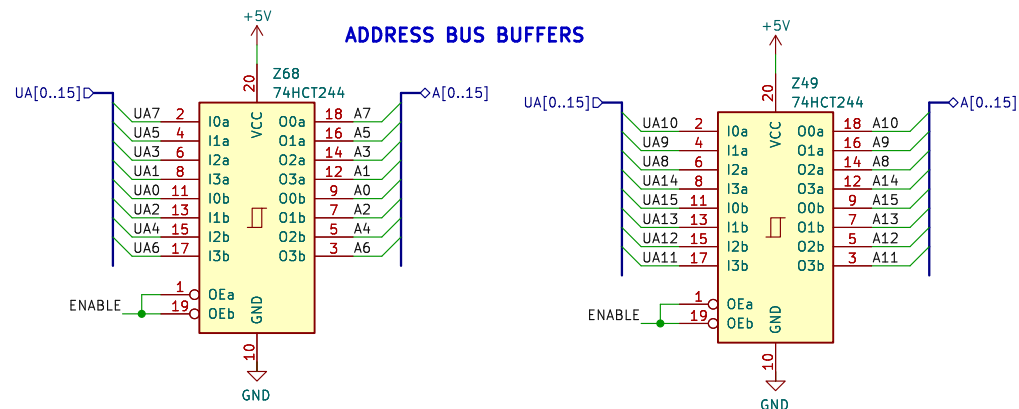 ADDRESS BUS BUFFERS
+5V
20
Z68
74HCT244
UA[0..15]
A[0..15]
VCC
UA7 2 I0a O0a 18 A7
UA5 4 I1a O1a 16 A5
UA3 6 I2a O2a 14 A3
UA1 8 I3a O3a 12 A1
UA0 11 I0b O0b 9 A0
UA2 13 I1b O1b 7 A2
UA4 15 I2b O2b 5 A4
UA6 17 I3b O3b 3 A6
1 OEa
ENABLE 19 OEb
GND
10
GND
+5V
20
Z49
74HCT244
UA[0..15]
A[0..15]
VCC
UA10 2 I0a O0a 18 A10
UA9 4 I1a O1a 16 A9
UA8 6 I2a O2a 14 A8
UA14 8 I3a O3a 12 A14
UA15 11 I0b O0b 9 A15
UA13 13 I1b O1b 7 A13
UA12 15 I2b O2b 5 A12
UA11 17 I3b O3b 3 A11
1 OEa
ENABLE 19 OEb
GND
10
GND